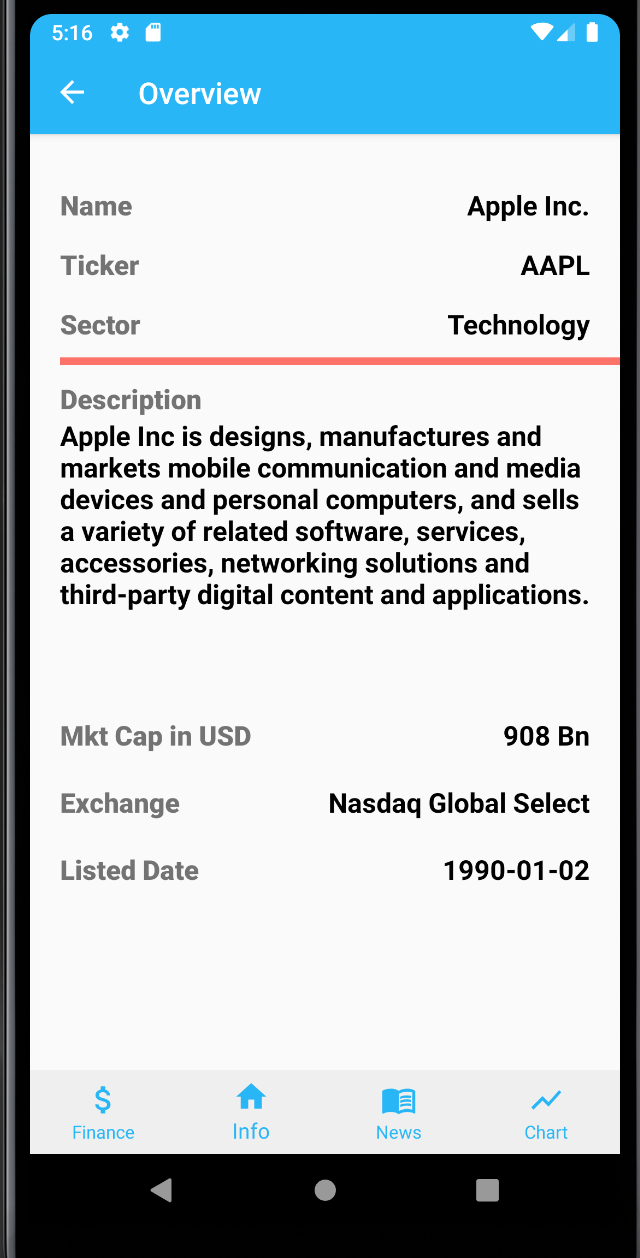 5:16
Overview
Name Apple Inc.
Ticker AAPL
Sector Technology
Description
Apple Inc is designs, manufactures and
markets mobile communication and media
devices and personal computers, and sells
a variety of related software, services,
accessories, networking solutions and
third-party digital content and applications.
Mkt Cap in USD 908 Bn
Exchange Nasdaq Global Select
Listed Date 1990-01-02
Finance Info News Chart